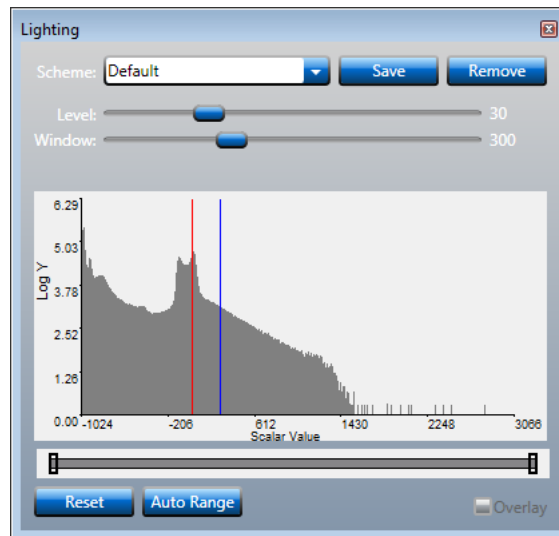 Lighting
Scheme: Default Save Remove
Level: 30
Window: 300
6.29
5.03
3.78
2.52
1.26
0.00
Log Y
-1024 -206 612 1430 2248 3066
Scalar Value
Reset Auto Range Overlay